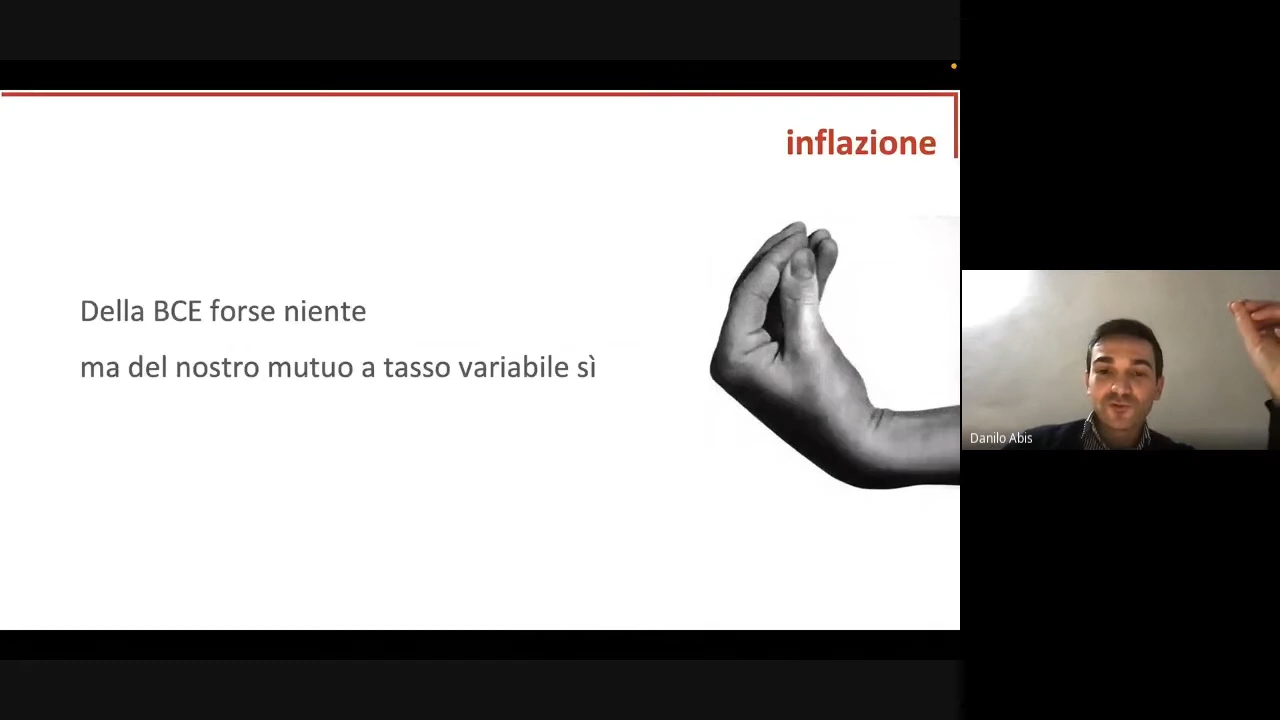 inflazione
Della BCE forse niente
ma del nostro mutuo a tasso variabile sì
Danilo Abis